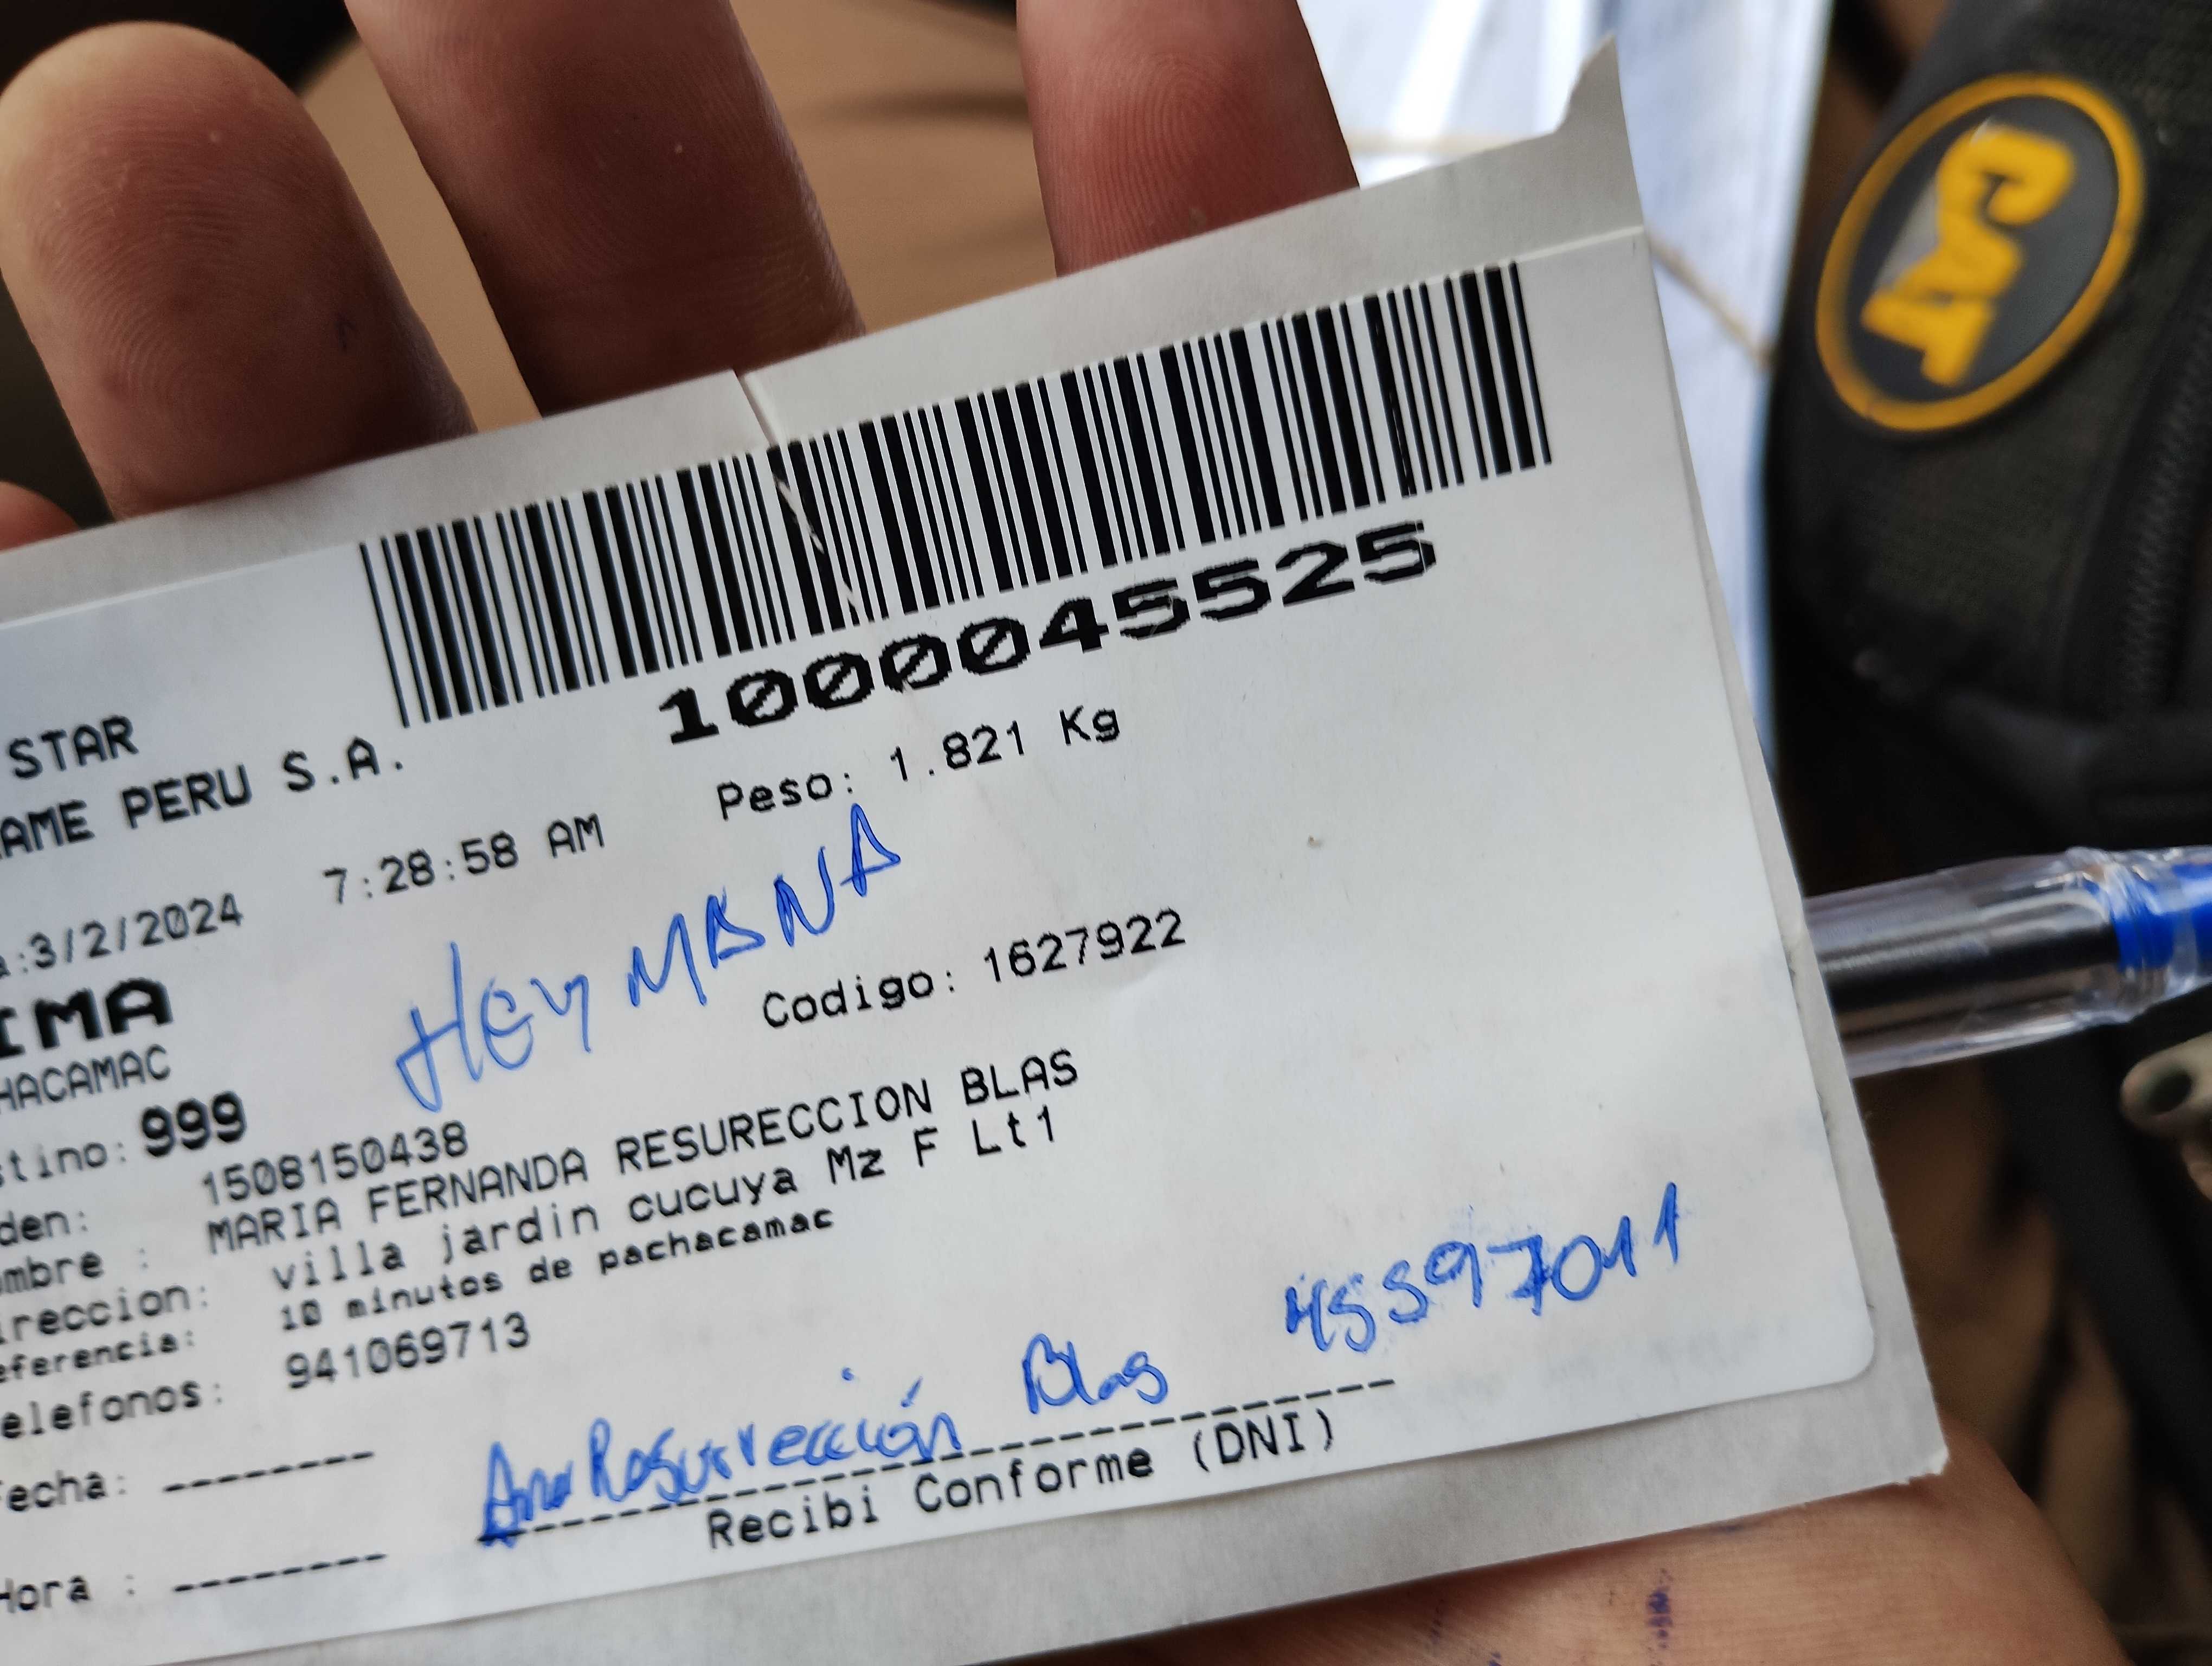 CAT
1000045525
STAR
AME PERU S.A.
Peso: 1.821 Kg
a:3/2/2024 7:28:58 AM
IMA
HACAMAC
Codigo: 1627922
stino: 999
den: 1508150438
ombre : MARIA FERNANDA RESURECCION BLAS
ireccion: villa jardin cucuya Mz F Lt1
eferencia: 10 minutos de pachacamac
elefonos: 941069713
Fecha:
Ana Resurrección Blas 45597011
Recibi Conforme (DNI)
Hora :